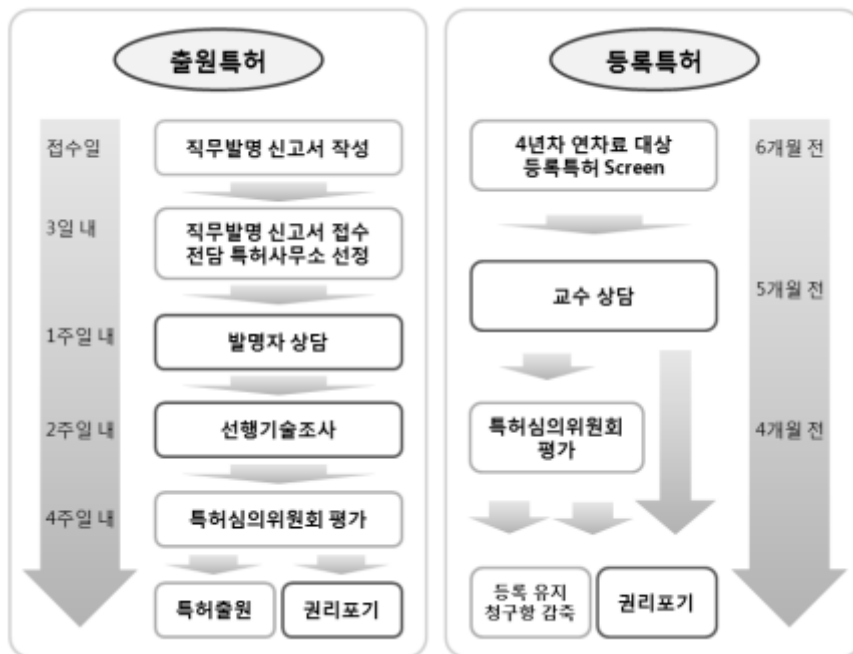 출원특허
접수일
직무발명 신고서 작성
3일 내
직무발명 신고서 접수
전담 특허사무소 선정
1주일 내
발명자 상담
2주일 내
선행기술조사
4주일 내
특허심의위원회 평가
특허출원
권리포기
등록특허
4년차 연차료 대상
등록특허 Screen
6개월 전
교수 상담
5개월 전
특허심의위원회
평가
4개월 전
등록 유지
청구항 감축
권리포기